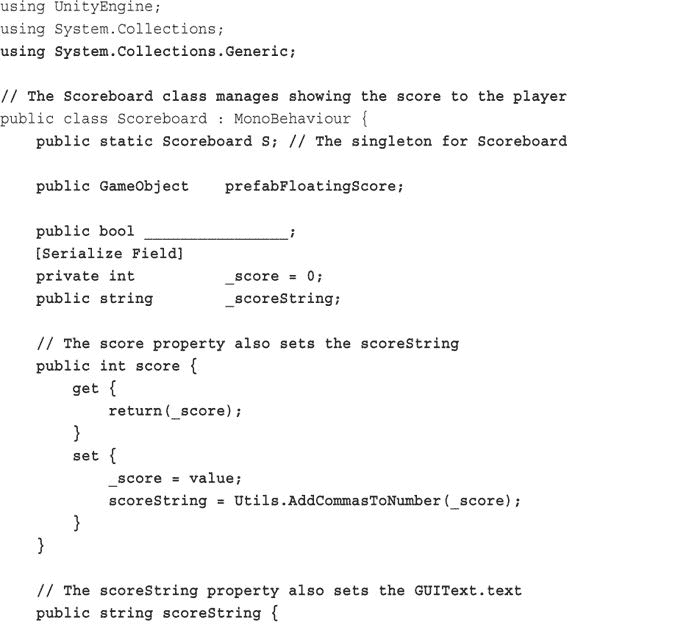 using UnityEngine;
using System.Collections;
using System.Collections.Generic;
// The Scoreboard class manages showing the score to the player
public class Scoreboard : MonoBehaviour {
public static Scoreboard S; // The singleton for Scoreboard
public GameObject    prefabFloatingScore;
public bool ________________;
[Serialize Field]
private int          _score = 0;
public string        _scoreString;
// The score property also sets the scoreString
public int score {
get {
return(_score);
}
set {
_score = value;
scoreString = Utils.AddCommasToNumber(_score);
}
}
// The scoreString property also sets the GUIText.text
public string scoreString {